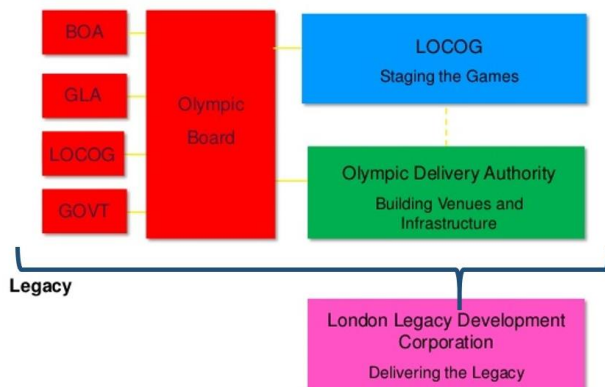 BOA
GLA
LOCOG
GOVT
Olympic
Board
LOCOG
Staging the Games
Olympic Delivery Authority
Building Venues and
Infrastructure
Legacy
London Legacy Development
Corporation
Delivering the Legacy